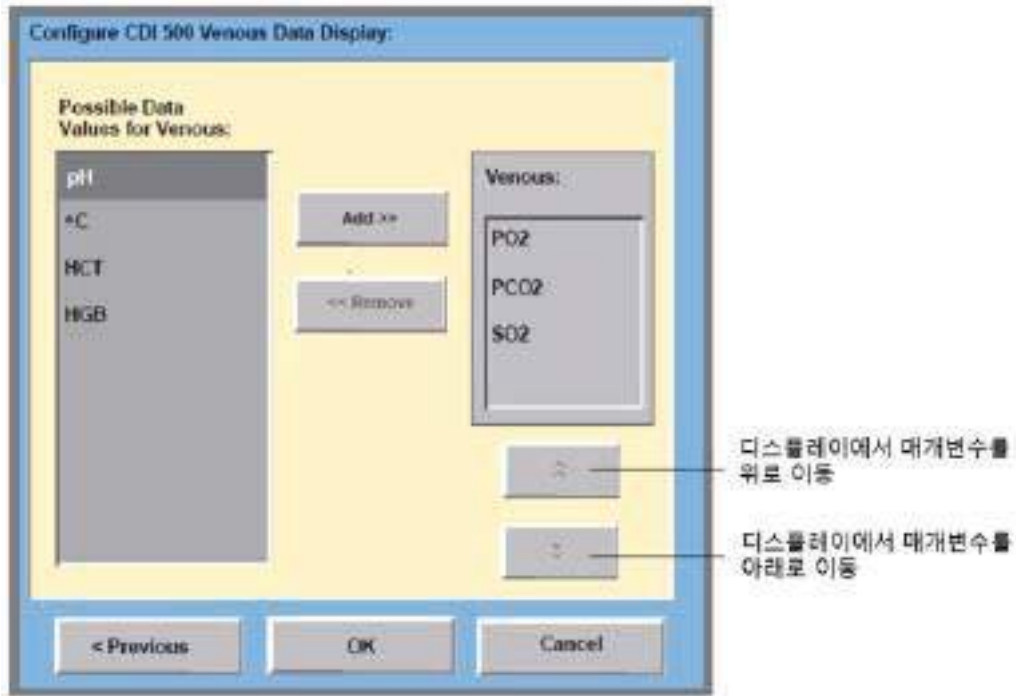 Configure CDI 500 Venous Data Display:
Possible Data
Values for Venous:
pH
°C
HCT
HGB
Add >>
<< Remove
Venous:
PO2
PCO2
SO2
디스플레이에서 매개변수를
위로 이동
디스플레이에서 매개변수를
아래로 이동
< Previous
OK
Cancel